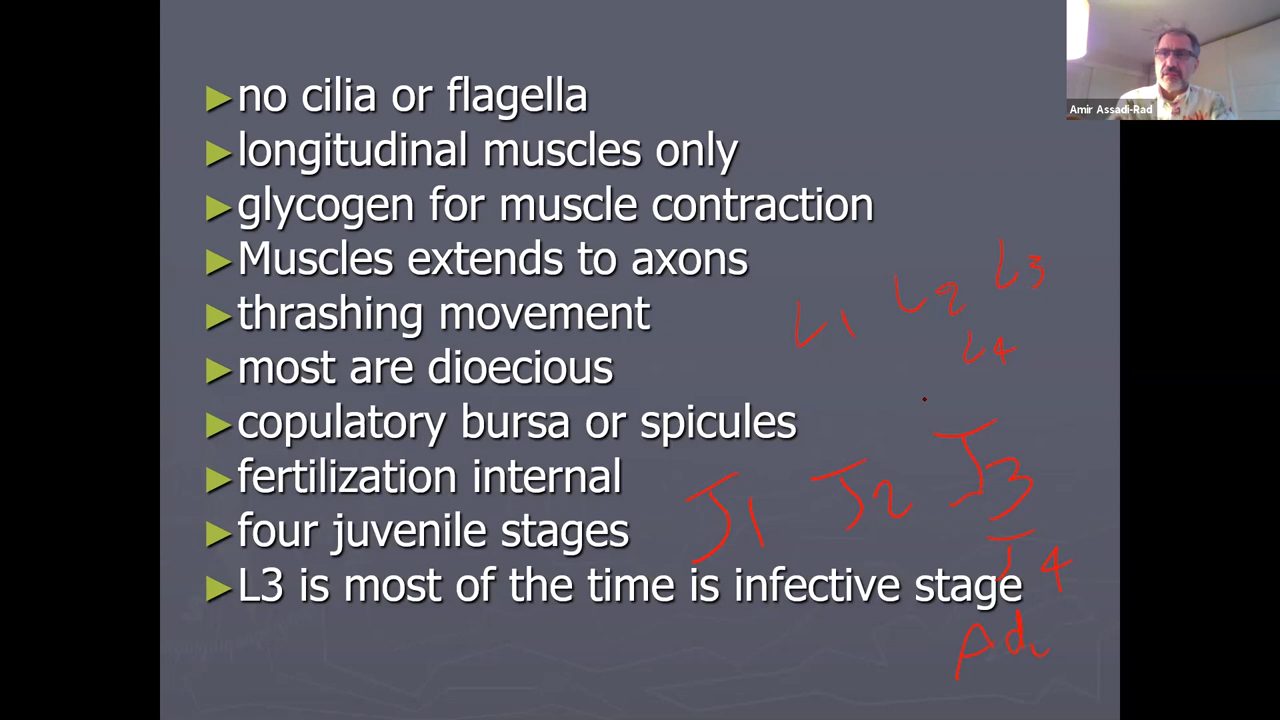 ►no cilia or flagella
►longitudinal muscles only
►glycogen for muscle contraction
►Muscles extends to axons
►thrashing movement
►most are dioecious
►copulatory bursa or spicules
►fertilization internal
►four juvenile stages
►L3 is most of the time is infective stage
L1 L2 L3
L4
J1 J2 J3
J4
Adu
Amir Assadi-Rad